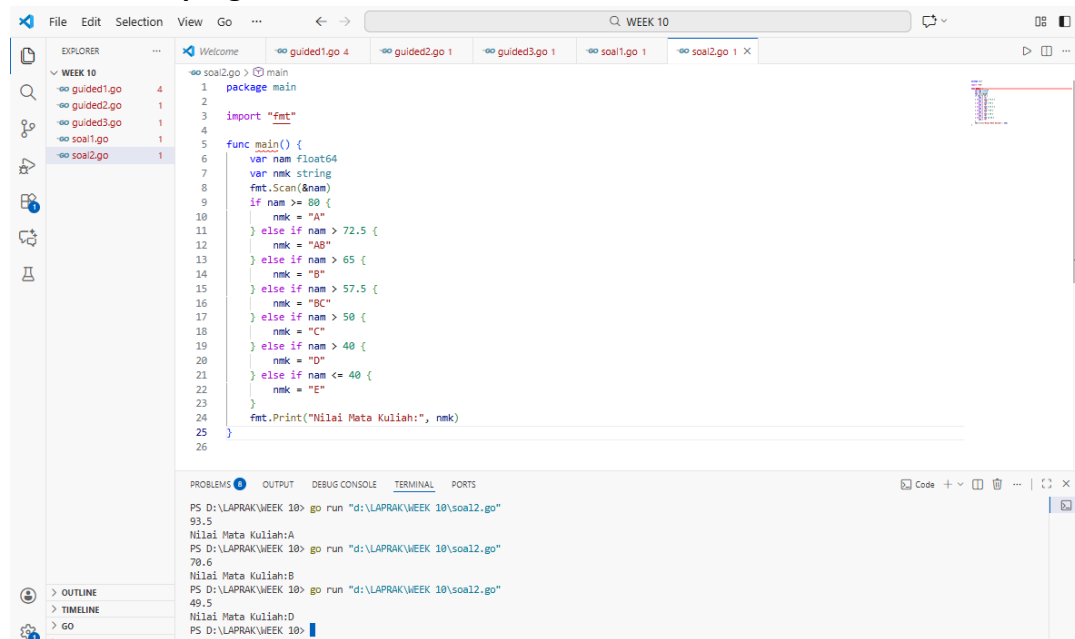 File Edit Selection View Go ··· ← → WEEK 10
EXPLORER ···
Welcome guided1.go 4 guided2.go 1 guided3.go 1 soal1.go 1 soal2.go 1 ×
WEEK 10
guided1.go 4
guided2.go 1
guided3.go 1
soal1.go 1
soal2.go 1
soal2.go > main
1 package main
2
3 import "fmt"
4
5 func main() {
6 var nam float64
7 var nmk string
8 fmt.Scan(&nam)
9 if nam >= 80 {
10 nmk = "A"
11 } else if nam > 72.5 {
12 nmk = "AB"
13 } else if nam > 65 {
14 nmk = "B"
15 } else if nam > 57.5 {
16 nmk = "BC"
17 } else if nam > 50 {
18 nmk = "C"
19 } else if nam > 40 {
20 nmk = "D"
21 } else if nam <= 40 {
22 nmk = "E"
23 }
24 fmt.Print("Nilai Mata Kuliah:", nmk)
25 }
26
PROBLEMS 8 OUTPUT DEBUG CONSOLE TERMINAL PORTS Code
PS D:\LAPRAK\WEEK 10> go run "d:\LAPRAK\WEEK 10\soal2.go"
93.5
Nilai Mata Kuliah:A
PS D:\LAPRAK\WEEK 10> go run "d:\LAPRAK\WEEK 10\soal2.go"
70.6
Nilai Mata Kuliah:B
PS D:\LAPRAK\WEEK 10> go run "d:\LAPRAK\WEEK 10\soal2.go"
49.5
Nilai Mata Kuliah:D
PS D:\LAPRAK\WEEK 10>
> OUTLINE
> TIMELINE
> GO